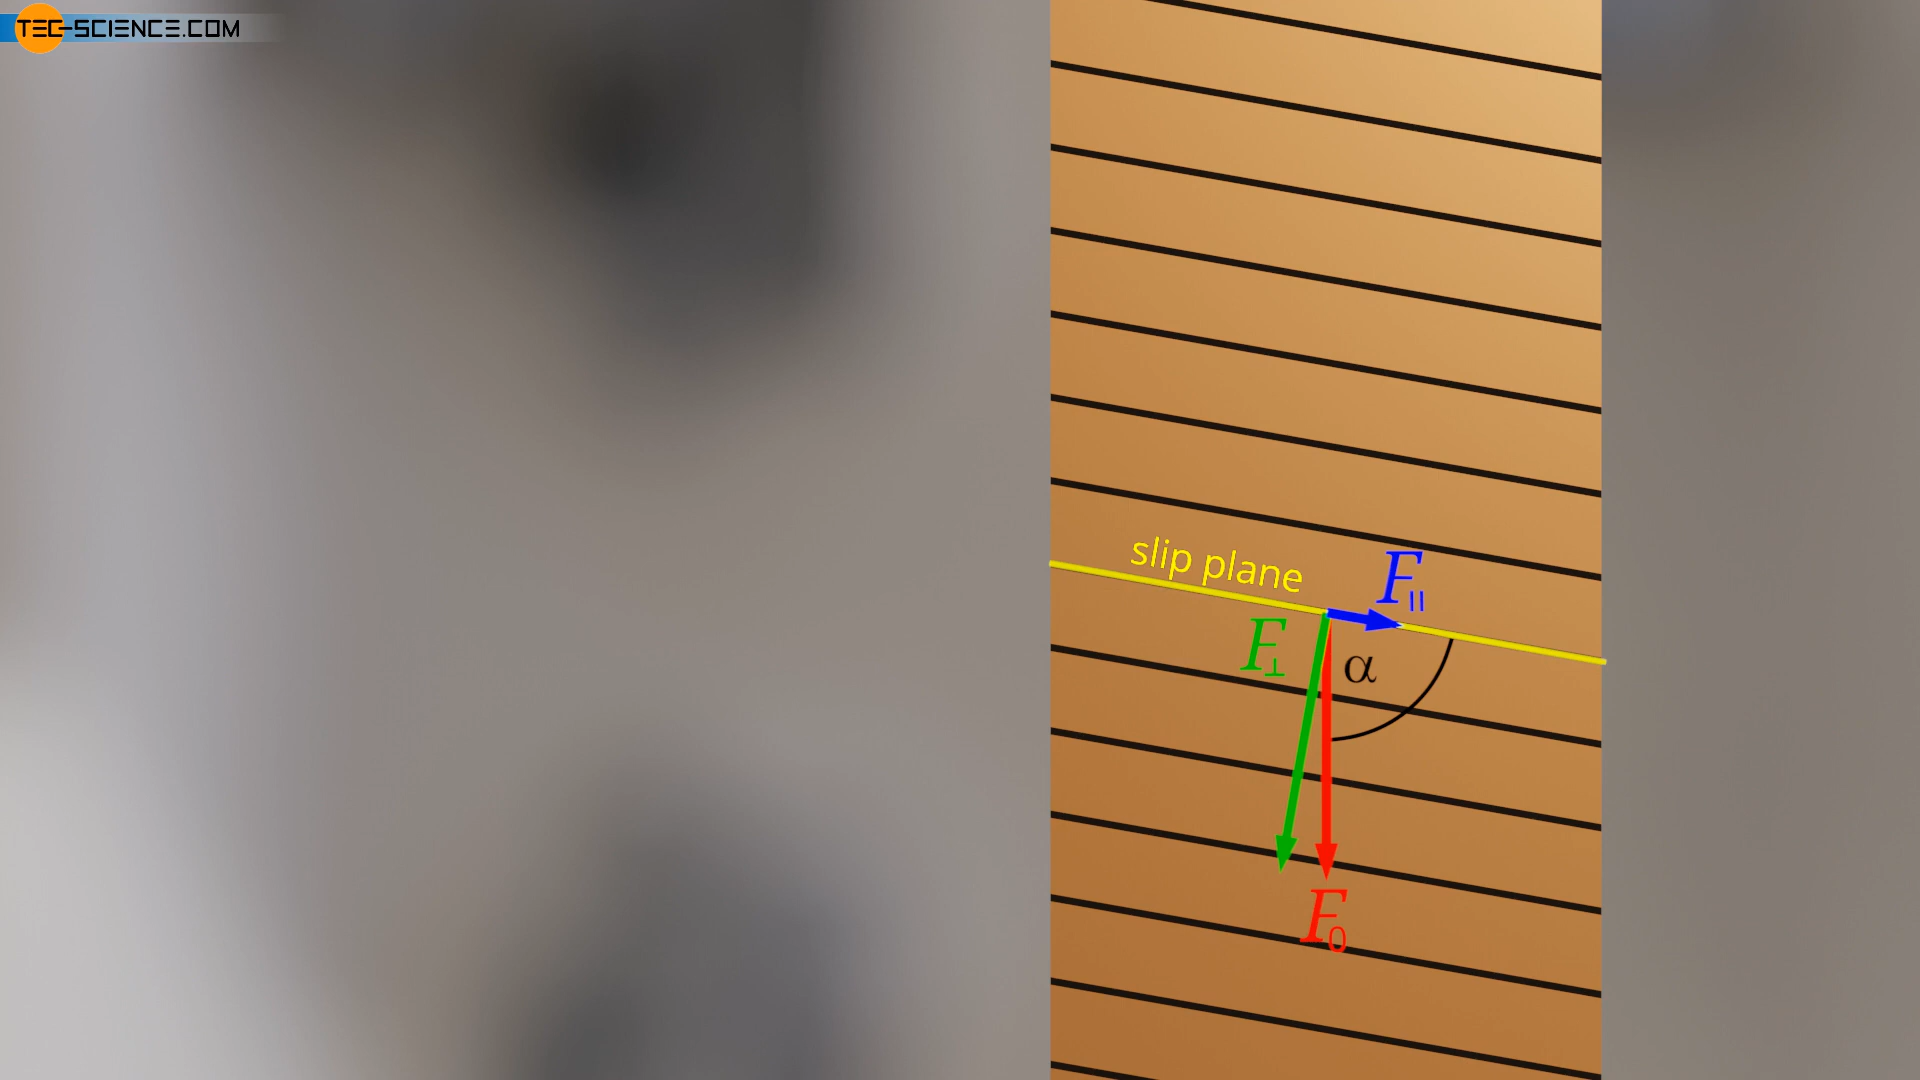 TEC-SCIENCE.COM
slip plane
F||
F⊥
α
F0